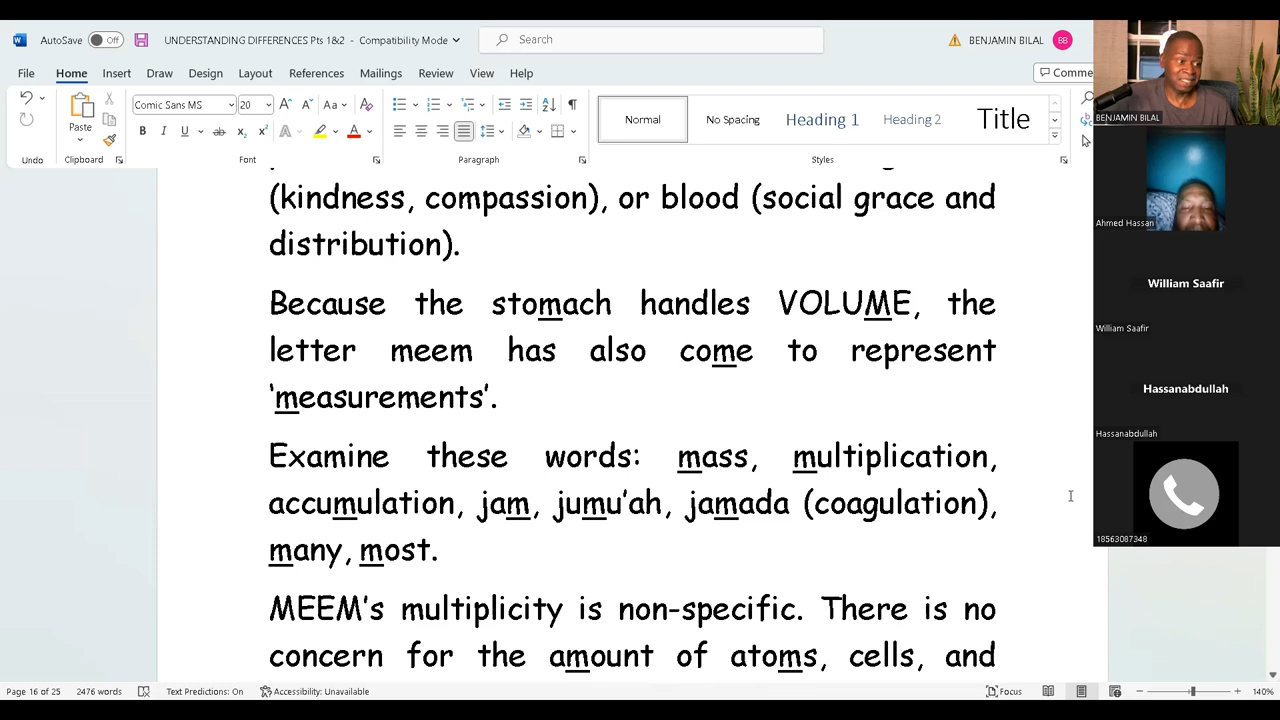 AutoSave Off UNDERSTANDING DIFFERENCES Pts 1&2 - Compatibility Mode Search BENJAMIN BILAL BB
File Home Insert Draw Design Layout References Mailings Review View Help Comme
Comic Sans MS 20 A A Aa A
Paste B I U ab x₂ x² A A Normal No Spacing Heading 1 Heading 2 Title
Undo Clipboard Font Paragraph Styles
(kindness, compassion), or blood (social grace and
distribution).
Because the stomach handles VOLUME, the
letter meem has also come to represent
‘measurements’.
Examine these words: mass, multiplication,
accumulation, jam, jumu’ah, jamada (coagulation),
many, most.
MEEM’s multiplicity is non-specific. There is no
concern for the amount of atoms, cells, and
Page 16 of 25 2476 words Text Predictions: On Accessibility: Unavailable Focus 140%
BENJAMIN BILAL
Ahmed Hassan
William Saafir
William Saafir
Hassanabdullah
Hassanabdullah
18563087348